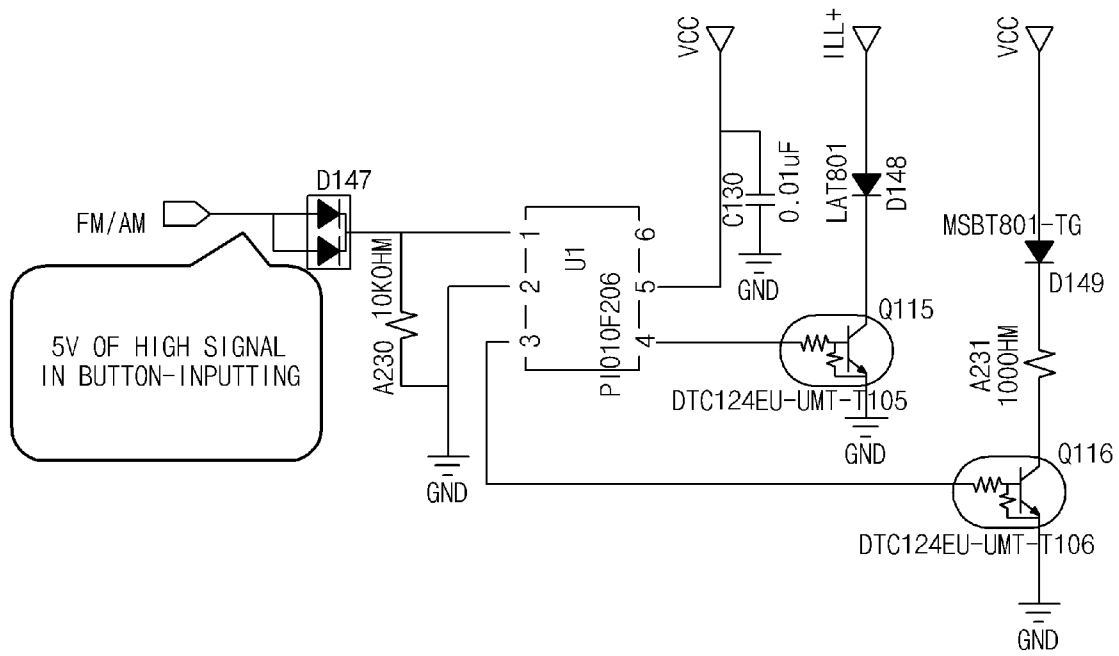 VCC
ILL+
VCC
D147
FM/AM
C130
0.01uF
LAT801
D148
MSBT801-TG
D149
1
2
3
U1
PIO10F206
6
5
4
GND
A230 10KOHM
5V OF HIGH SIGNAL
IN BUTTON-INPUTTING
Q115
DTC124EU-UMT-T105
GND
A231
100OHM
GND
Q116
DTC124EU-UMT-T106
GND